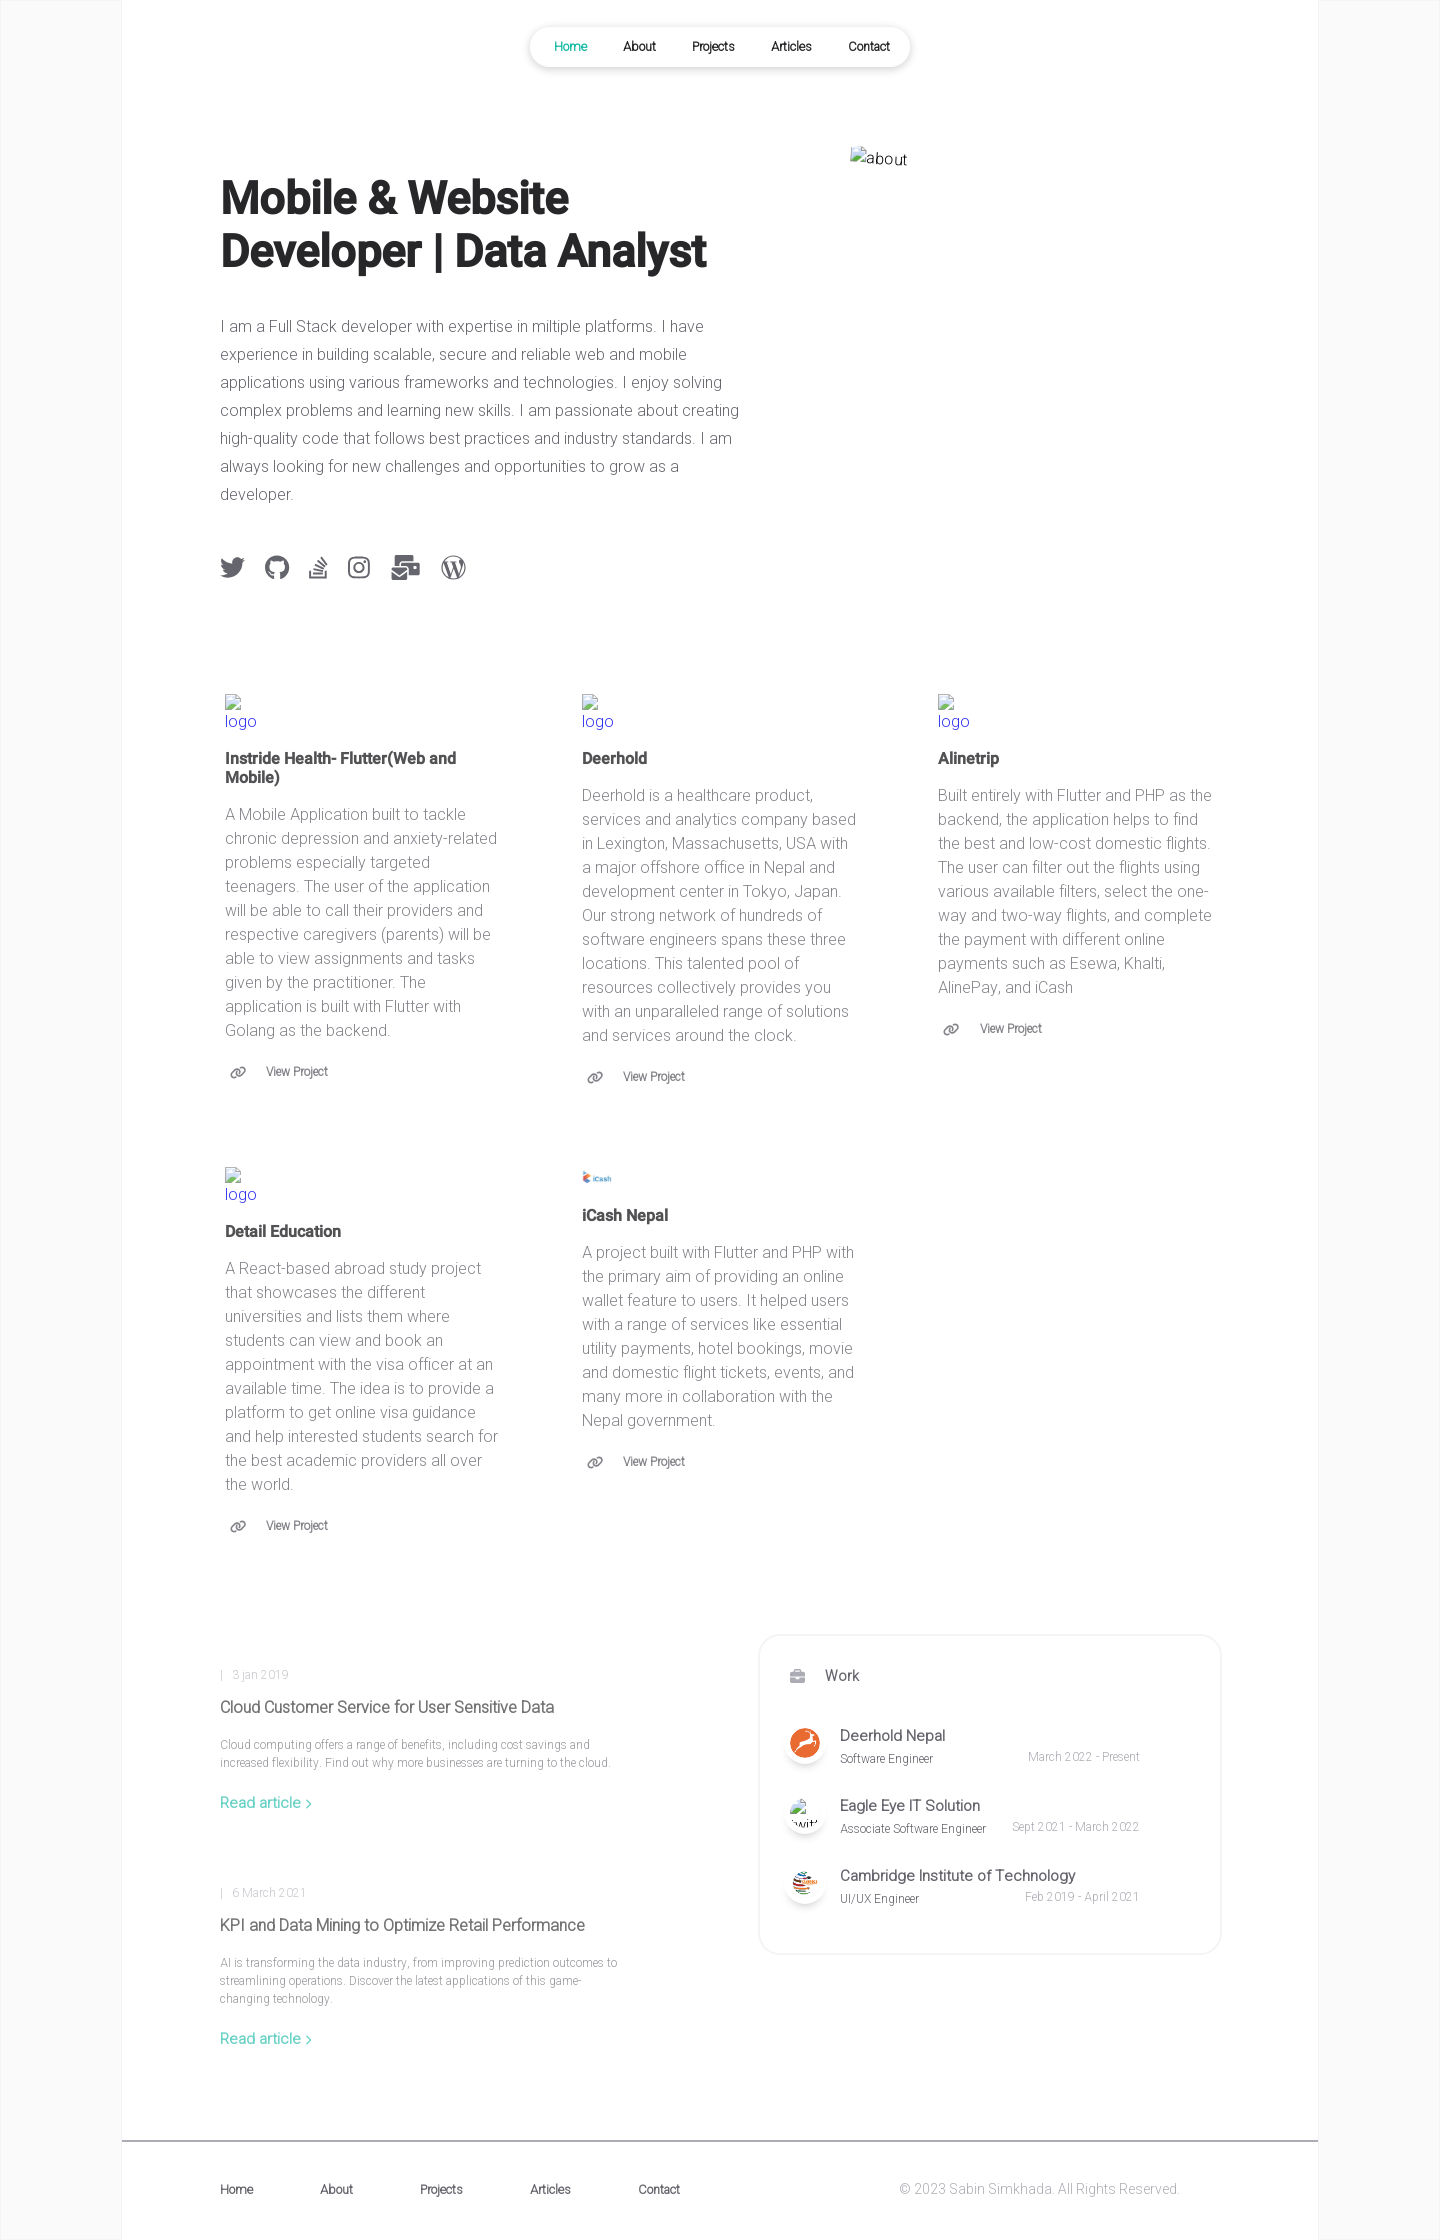 Home About Projects Articles Contact
about
Mobile & Website
Developer | Data Analyst
I am a Full Stack developer with expertise in miltiple platforms. I have
experience in building scalable, secure and reliable web and mobile
applications using various frameworks and technologies. I enjoy solving
complex problems and learning new skills. I am passionate about creating
high-quality code that follows best practices and industry standards. I am
always looking for new challenges and opportunities to grow as a
developer.
logo
Instride Health- Flutter(Web and
Mobile)
A Mobile Application built to tackle
chronic depression and anxiety-related
problems especially targeted
teenagers. The user of the application
will be able to call their providers and
respective caregivers (parents) will be
able to view assignments and tasks
given by the practitioner. The
application is built with Flutter with
Golang as the backend.
View Project
logo
Deerhold
Deerhold is a healthcare product,
services and analytics company based
in Lexington, Massachusetts, USA with
a major offshore office in Nepal and
development center in Tokyo, Japan.
Our strong network of hundreds of
software engineers spans these three
locations. This talented pool of
resources collectively provides you
with an unparalleled range of solutions
and services around the clock.
View Project
logo
Alinetrip
Built entirely with Flutter and PHP as the
backend, the application helps to find
the best and low-cost domestic flights.
The user can filter out the flights using
various available filters, select the one-
way and two-way flights, and complete
the payment with different online
payments such as Esewa, Khalti,
AlinePay, and iCash
View Project
logo
Detail Education
A React-based abroad study project
that showcases the different
universities and lists them where
students can view and book an
appointment with the visa officer at an
available time. The idea is to provide a
platform to get online visa guidance
and help interested students search for
the best academic providers all over
the world.
View Project
iCash
iCash Nepal
A project built with Flutter and PHP with
the primary aim of providing an online
wallet feature to users. It helped users
with a range of services like essential
utility payments, hotel bookings, movie
and domestic flight tickets, events, and
many more in collaboration with the
Nepal government.
View Project
| 3 jan 2019
Cloud Customer Service for User Sensitive Data
Cloud computing offers a range of benefits, including cost savings and
increased flexibility. Find out why more businesses are turning to the cloud.
Read article
| 6 March 2021
KPI and Data Mining to Optimize Retail Performance
AI is transforming the data industry, from improving prediction outcomes to
streamlining operations. Discover the latest applications of this game-
changing technology.
Read article
Work
Deerhold Nepal
Software Engineer March 2022 - Present
Eagle Eye IT Solution
Associate Software Engineer Sept 2021 - March 2022
Cambridge Institute of Technology
UI/UX Engineer Feb 2019 - April 2021
Home About Projects Articles Contact © 2023 Sabin Simkhada. All Rights Reserved.